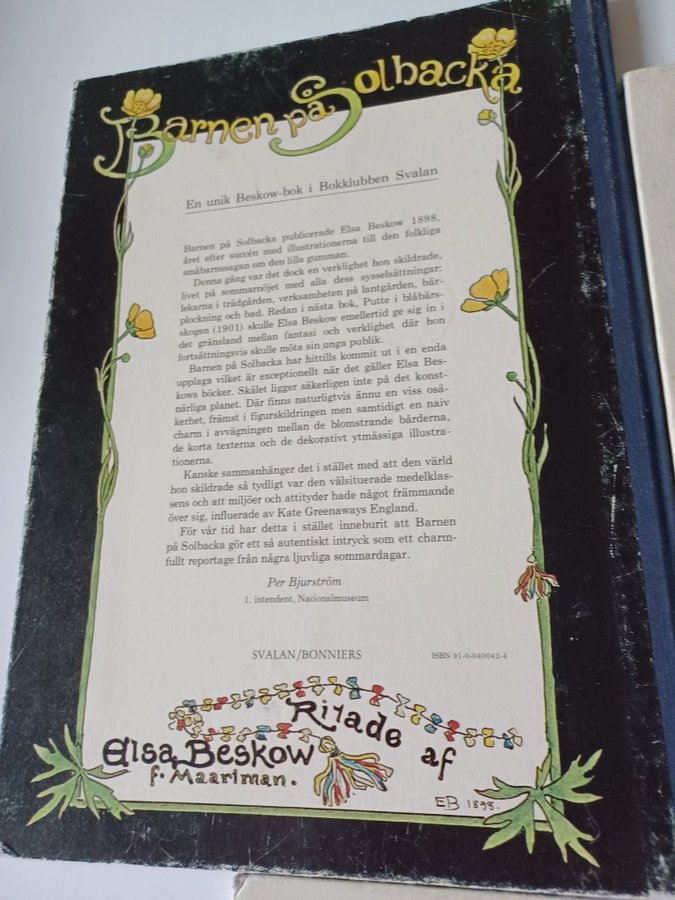 Barnen på Solbacka
En unik Beskow-bok i Bokklubben Svalan
Barnen på Solbacka publicerade Elsa Beskow 1898,
året efter succén med illustrationerna till den folkliga
småbarnssagan om den lilla gumman.
Denna gång var det dock en verklighet hon skildrade,
livet på sommarnöjet med alla dess sysselsättningar:
lekarna i trädgården, verksamheten på lantgården, bär-
plockning och bad. Redan i nästa bok, Putte i blåbärs-
skogen (1901) skulle Elsa Beskow emellertid ge sig in i
det gränsland mellan fantasi och verklighet där hon
fortsättningsvis skulle möta sin unga publik.
Barnen på Solbacka har hittills kommit ut i en enda
upplaga vilket är exceptionellt när det gäller Elsa Bes-
kows böcker. Skälet ligger säkerligen inte på det konst-
närliga planet. Där finns naturligtvis ännu en viss osä-
kerhet, främst i figurskildringen men samtidigt en naiv
charm i avvägningen mellan de blomstrande bårderna,
de korta texterna och de dekorativt ytmässiga illustra-
tionerna.
Kanske sammanhänger det i stället med att den värld
hon skildrade så tydligt var den välsituerade medelklas-
sens och att miljöer och attityder hade något främmande
över sig, influerade av Kate Greenaways England.
För vår tid har detta i stället inneburit att Barnen
på Solbacka gör ett så autentiskt intryck som ett charm-
fullt reportage från några ljuvliga sommardagar.
Per Bjurström
1. intendent, Nationalmuseum
SVALAN/BONNIERS ISBN 91-0-040042-4
Ritade af
Elsa Beskow
f. Maartman.
EB 1898.